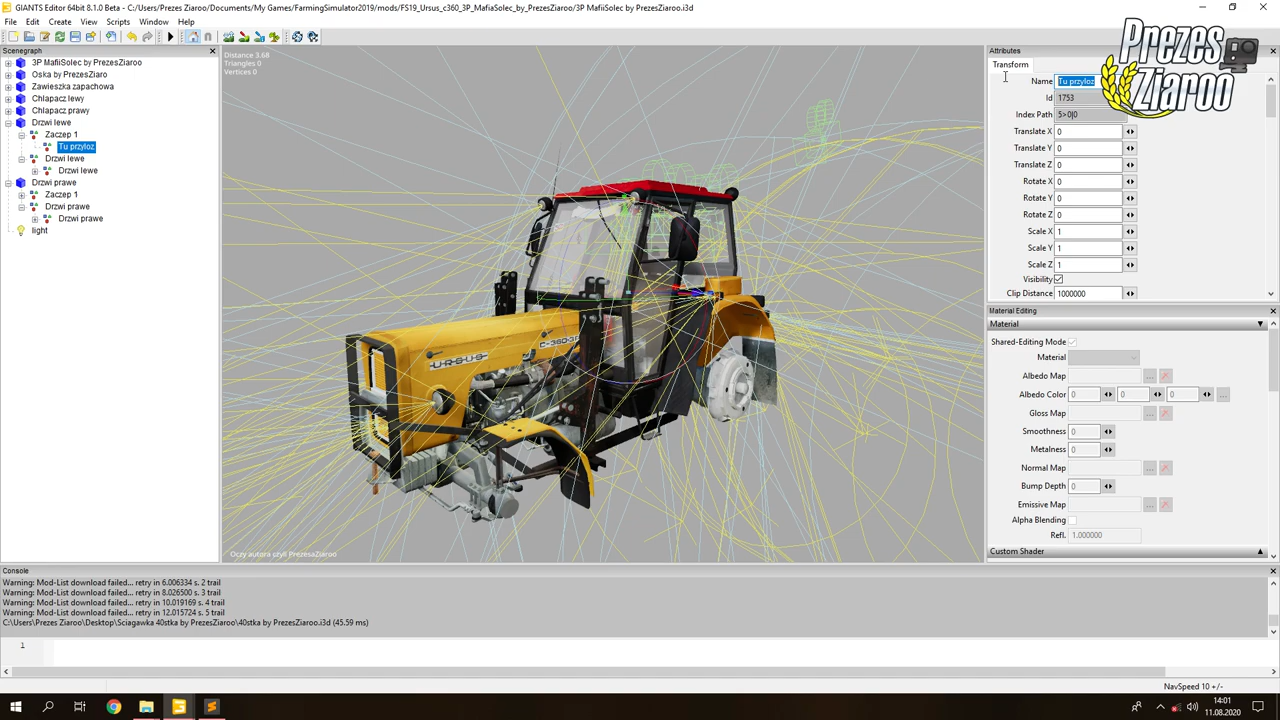 GIANTS Editor 64bit 8.1.0 Beta - C:/Users/Prezes Ziaroo/Documents/My Games/FarmingSimulator2019/mods/FS19_Ursus_c360_3P_MafiaSolec_by_PrezesZiaroo/3P MafiiSolec by PrezesZiaroo.i3d
File Edit Create View Scripts Window Help
Scenegraph
3P MafiiSolec by PrezesZiaroo
Oska by PrezesZiaro
Zawieszka zapachowa
Chlapacz lewy
Chlapacz prawy
Drzwi lewe
Zaczep 1
Tu przyloz
Drzwi lewe
Drzwi lewe
Drzwi prawe
Zaczep 1
Drzwi prawe
Drzwi prawe
light
Distance 3.68
Triangles 0
Vertices 0
URSUS
C-360-3P
Oczy autora czyli PrezesaZiaroo
Prezes
Ziaroo
Attributes
Transform
Name Tu przyloz
Id 1753
Index Path 5>0|0
Translate X 0
Translate Y 0
Translate Z 0
Rotate X 0
Rotate Y 0
Rotate Z 0
Scale X 1
Scale Y 1
Scale Z 1
Visibility
Clip Distance 1000000
Material Editing
Material
Shared-Editing Mode
Material
Albedo Map ...
Albedo Color 0 0 0 ...
Gloss Map ...
Smoothness 0
Metalness 0
Normal Map ...
Bump Depth 0
Emissive Map ...
Alpha Blending
Refl. 1.000000
Custom Shader
Console
Warning: Mod-List download failed... retry in 6.006334 s. 2 trail
Warning: Mod-List download failed... retry in 8.026500 s. 3 trail
Warning: Mod-List download failed... retry in 10.019169 s. 4 trail
Warning: Mod-List download failed... retry in 12.015724 s. 5 trail
C:\Users\Prezes Ziaroo\Desktop\Sciagawka 40stka by PrezesZiaroo\40stka by PrezesZiaroo.i3d (45.59 ms)
1
NavSpeed 10 +/-
14:01
11.08.2020